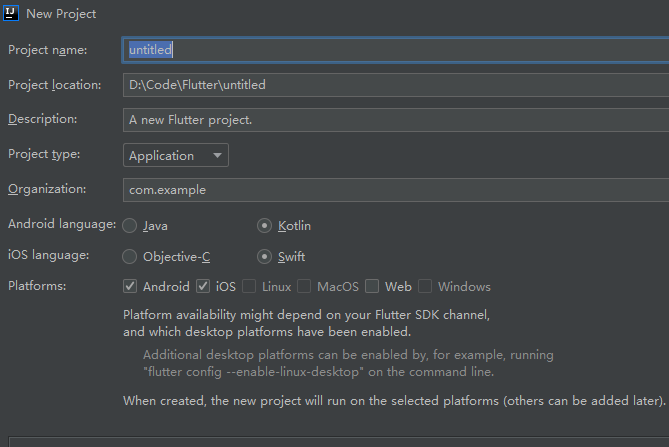 IJ New Project
Project name: untitled
Project location: D:\Code\Flutter\untitled
Description: A new Flutter project.
Project type: Application
Organization: com.example
Android language: Java Kotlin
iOS language: Objective-C Swift
Platforms: Android iOS Linux MacOS Web Windows
Platform availability might depend on your Flutter SDK channel,
and which desktop platforms have been enabled.
Additional desktop platforms can be enabled by, for example, running
"flutter config --enable-linux-desktop" on the command line.
When created, the new project will run on the selected platforms (others can be added later).